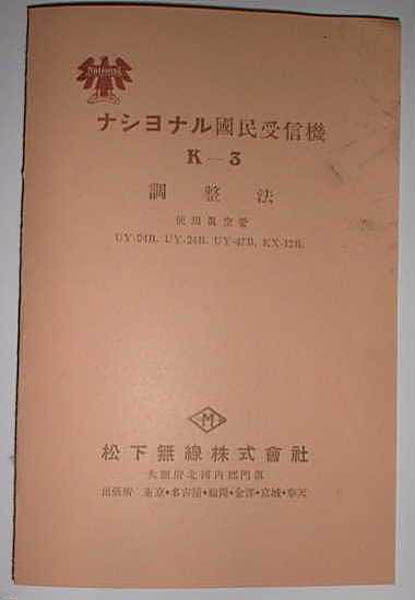 National
ナショナル國民受信機
K—3
調整法
使用眞空管
UY-24B, UY-24B, UY-47B, KX-12B.
M
松下無線株式會社
大阪府北河内郡門眞
出張所 東京・名古屋・福岡・金澤・京城・奉天